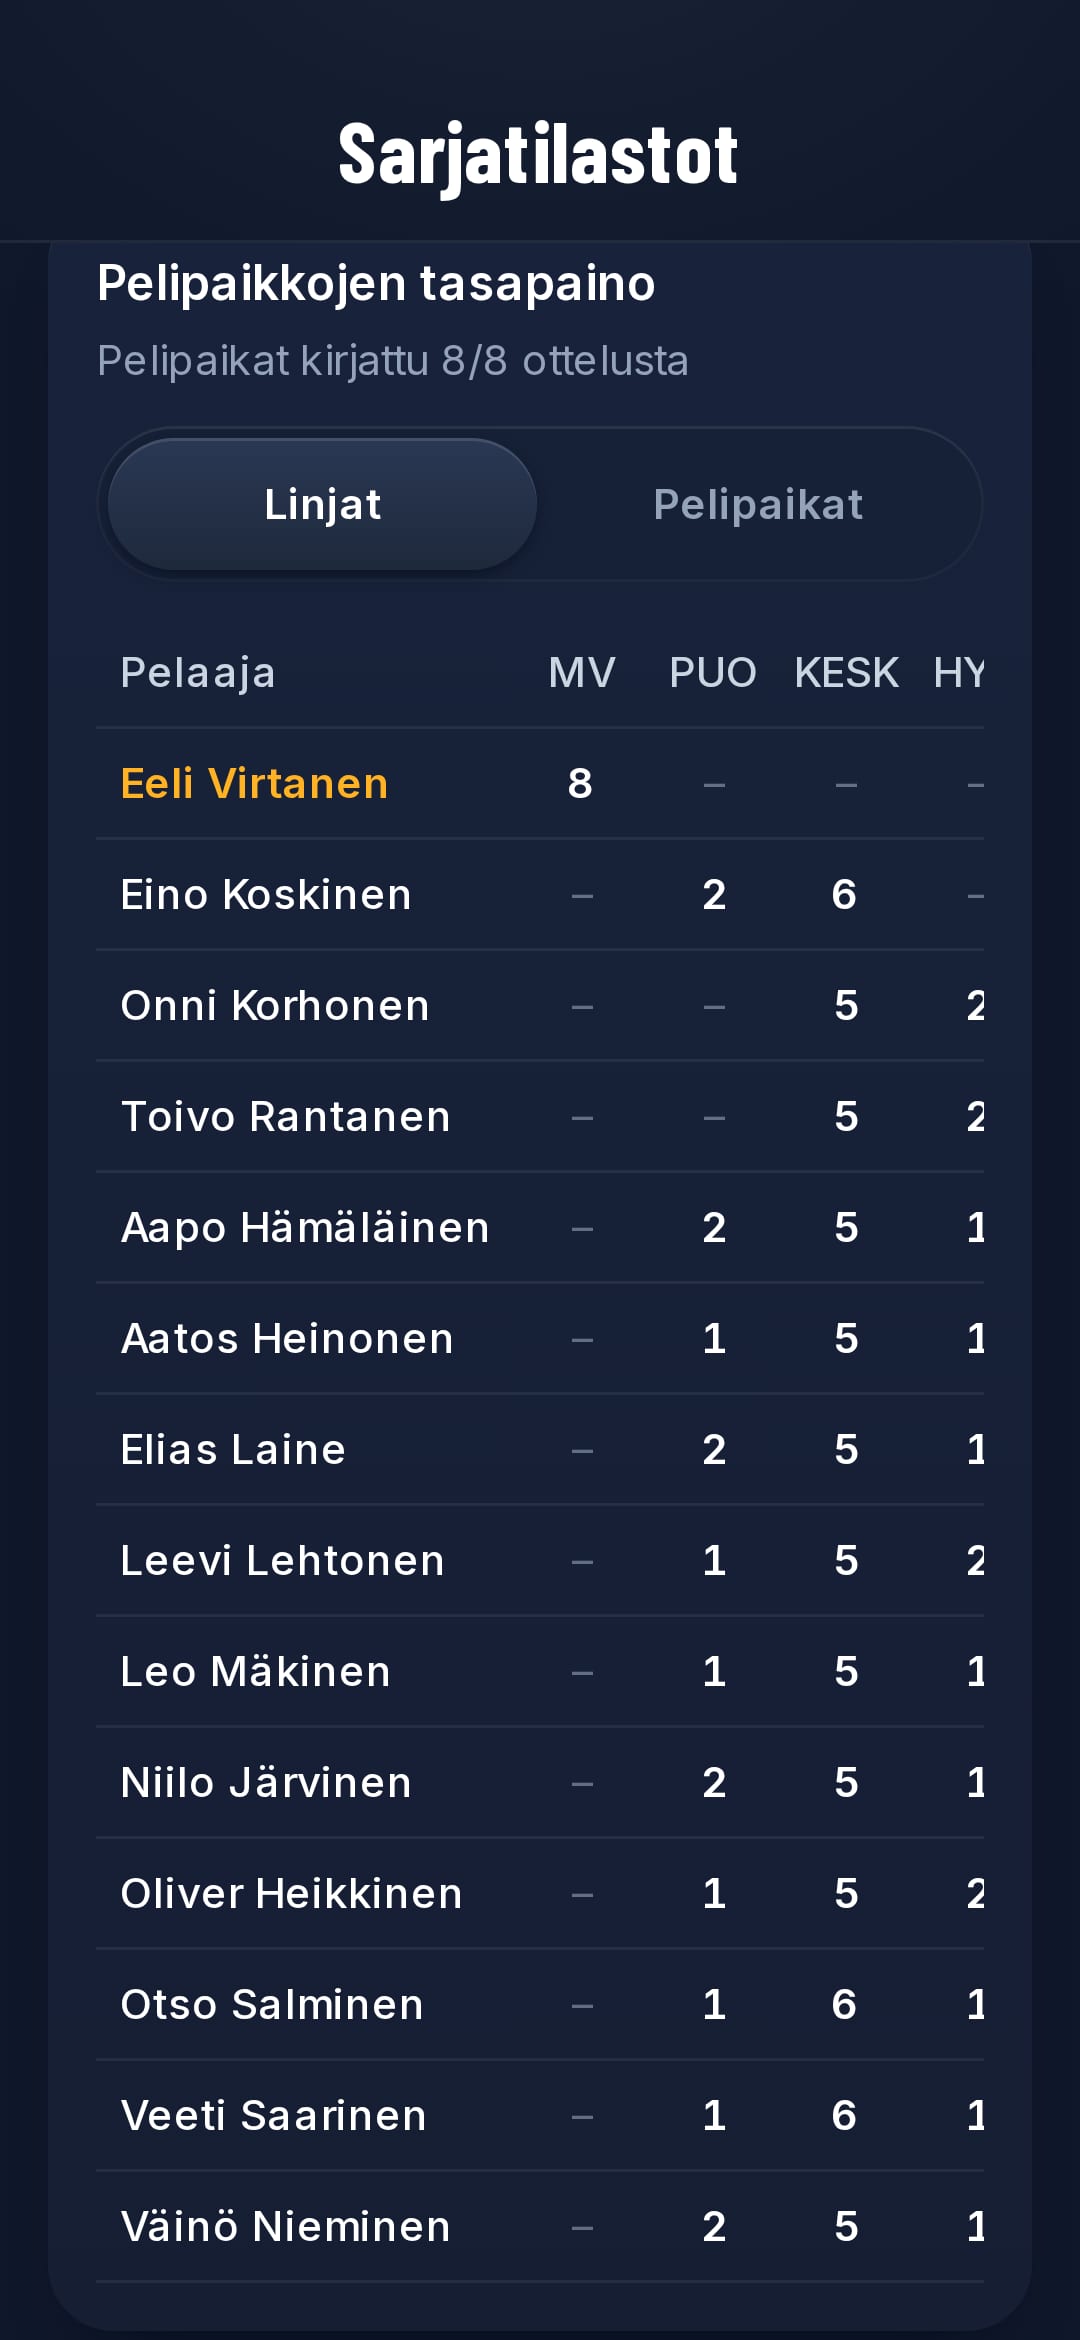 Sarjatilastot
Pelipaikkojen tasapaino
Pelipaikat kirjattu 8/8 ottelusta
Linjat Pelipaikat
Pelaaja MV PUO KESK HY
Eeli Virtanen 8 – – –
Eino Koskinen – 2 6 –
Onni Korhonen – – 5 2
Toivo Rantanen – – 5 2
Aapo Hämäläinen – 2 5 1
Aatos Heinonen – 1 5 1
Elias Laine – 2 5 1
Leevi Lehtonen – 1 5 2
Leo Mäkinen – 1 5 1
Niilo Järvinen – 2 5 1
Oliver Heikkinen – 1 5 2
Otso Salminen – 1 6 1
Veeti Saarinen – 1 6 1
Väinö Nieminen – 2 5 1